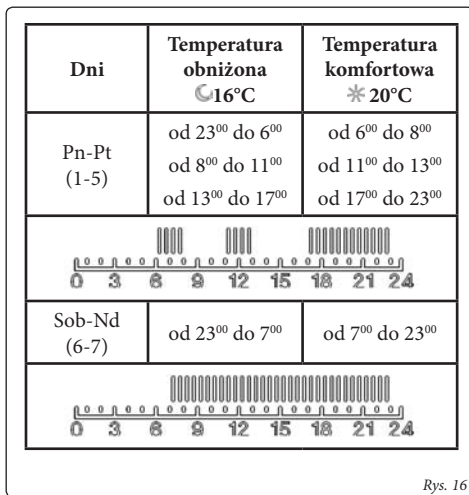 Dni
Temperatura
obniżona
16°C
Temperatura
komfortowa
20°C
Pn-Pt
(1-5)
od 23⁰⁰ do 6⁰⁰
od 8⁰⁰ do 11⁰⁰
od 13⁰⁰ do 17⁰⁰
od 6⁰⁰ do 8⁰⁰
od 11⁰⁰ do 13⁰⁰
od 17⁰⁰ do 23⁰⁰
0 3 6 9 12 15 18 21 24
Sob-Nd
(6-7)
od 23⁰⁰ do 7⁰⁰
od 7⁰⁰ do 23⁰⁰
0 3 6 9 12 15 18 21 24
Rys. 16